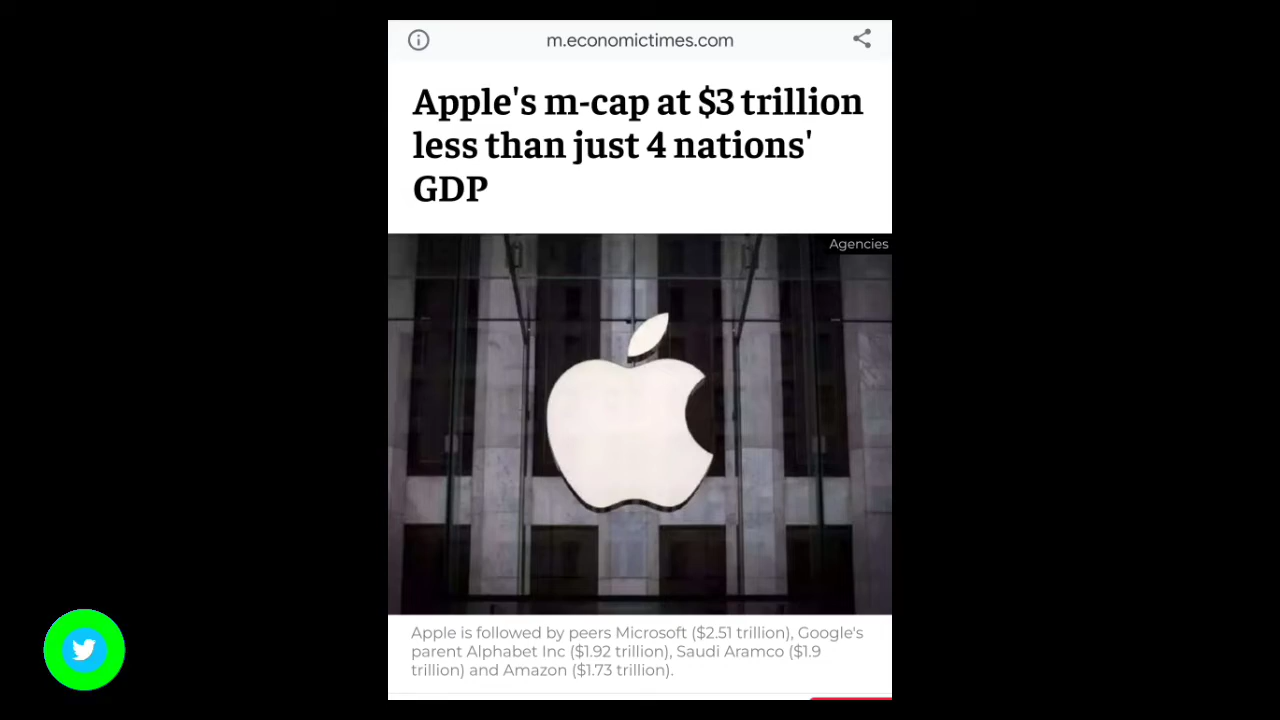 m.economictimes.com
Apple's m-cap at $3 trillion
less than just 4 nations'
GDP
Agencies
Apple is followed by peers Microsoft ($2.51 trillion), Google's
parent Alphabet Inc ($1.92 trillion), Saudi Aramco ($1.9
trillion) and Amazon ($1.73 trillion).